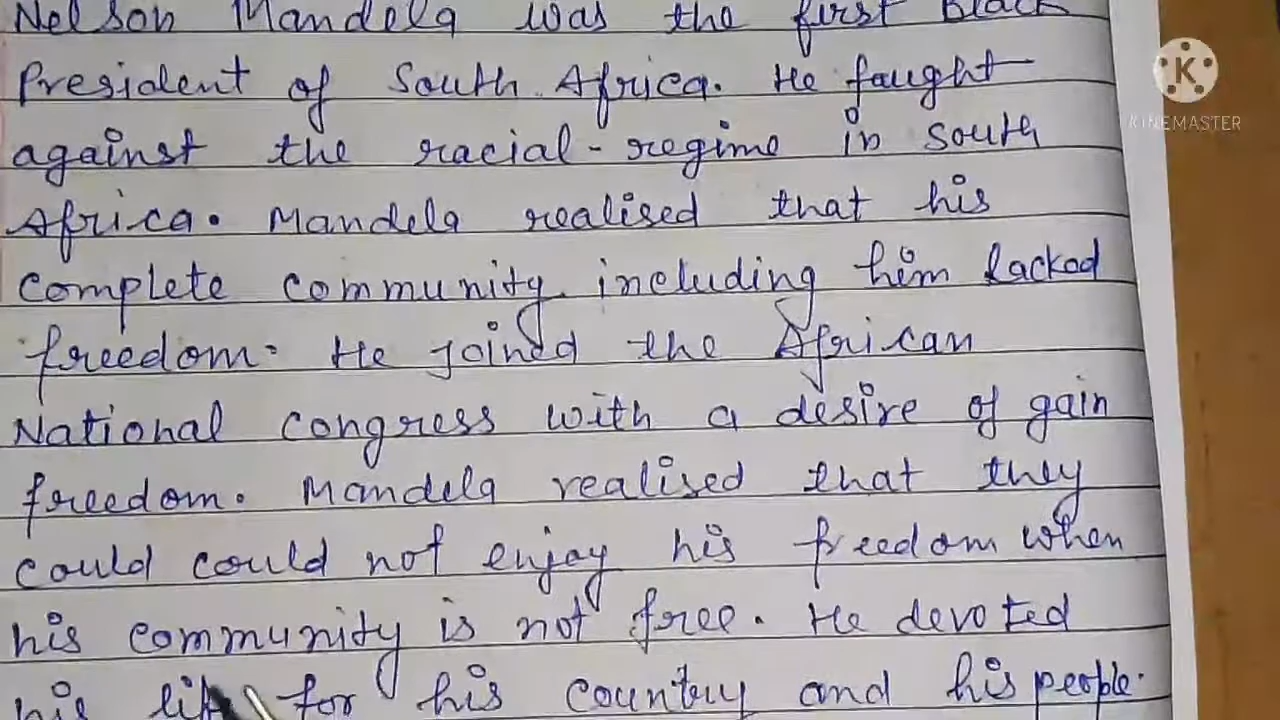 Nelson Mandela was the first Black
President of South Africa. He faught
against the racial-regime in south
Africa. Mandela realised that his
complete community including him lacked
freedom. He joined the African
National congress with a desire of gain
freedom. Mandela realised that they
could could not enjoy his freedom when
his community is not free. He devoted
his life for his country and his people.
K
KINEMASTER